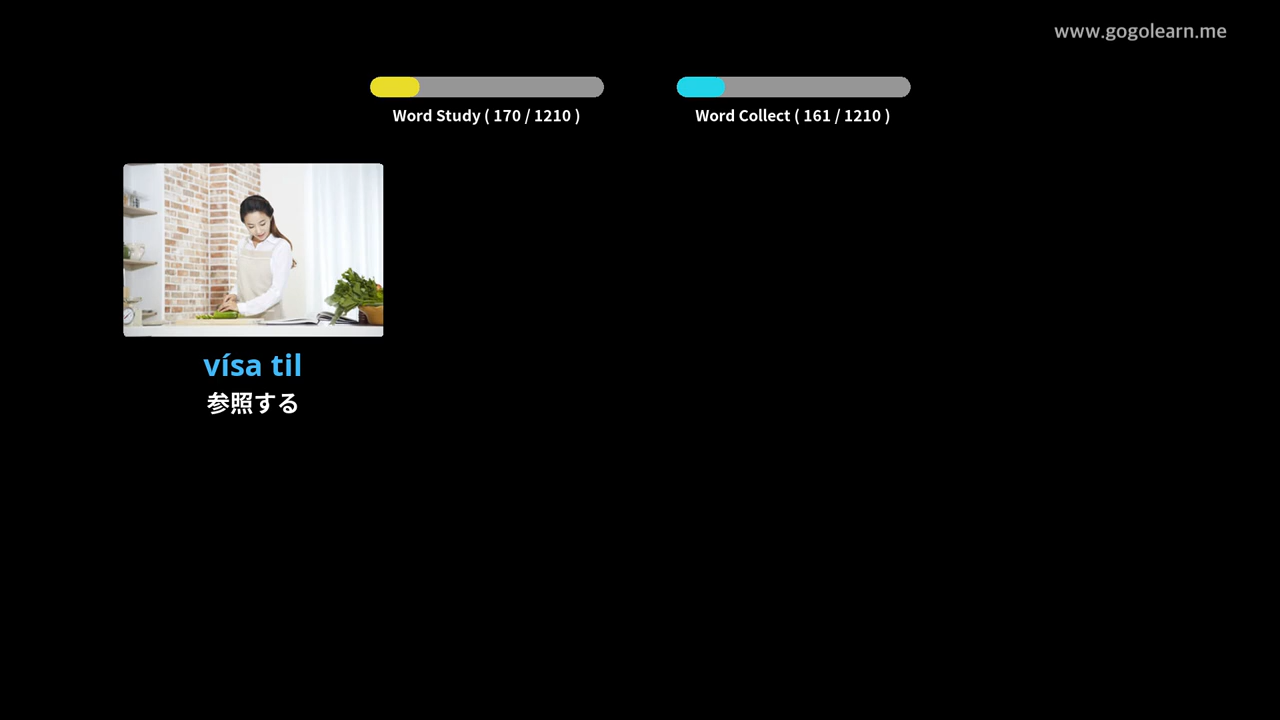 www.gogolearn.me
Word Study ( 170 / 1210 )
Word Collect ( 161 / 1210 )
vísa til
参照する